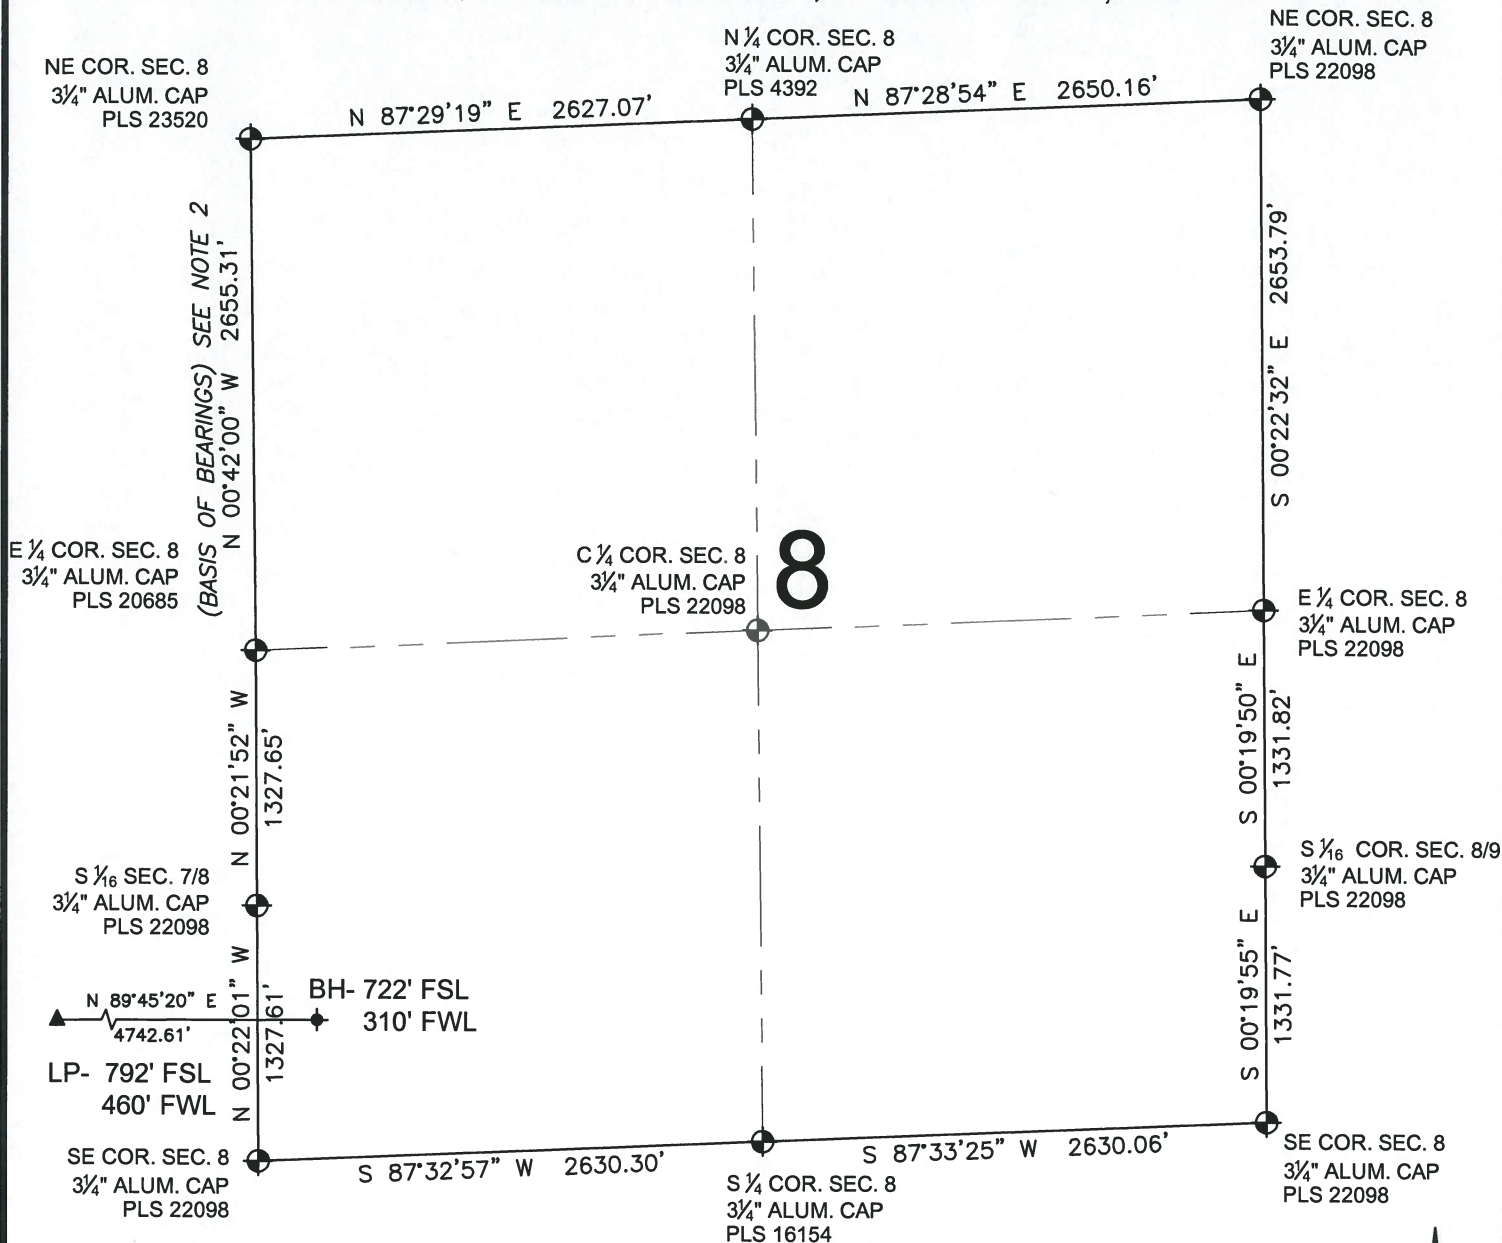 NE COR. SEC. 8
3¼" ALUM. CAP
PLS 23520
N 87°29'19" E 2627.07'
N ¼ COR. SEC. 8
3¼" ALUM. CAP
PLS 4392
N 87°28'54" E 2650.16'
NE COR. SEC. 8
3¼" ALUM. CAP
PLS 22098
(BASIS OF BEARINGS) SEE NOTE 2
N 00°42'00" W 2655.31'
S 00°22'32" E 2653.79'
E ¼ COR. SEC. 8
3¼" ALUM. CAP
PLS 20685
C ¼ COR. SEC. 8
3¼" ALUM. CAP
PLS 22098
8
E ¼ COR. SEC. 8
3¼" ALUM. CAP
PLS 22098
N 00°21'52" W
1327.65'
S 00°19'50" E
1331.82'
S 1⁄16 SEC. 7/8
3¼" ALUM. CAP
PLS 22098
S 1⁄16 COR. SEC. 8/9
3¼" ALUM. CAP
PLS 22098
N 89°45'20" E
4742.61'
LP- 792' FSL
460' FWL
N 00°22'01" W
1327.61'
BH- 722' FSL
310' FWL
S 00°19'55" E
1331.77'
SE COR. SEC. 8
3¼" ALUM. CAP
PLS 22098
S 87°32'57" W 2630.30'
S ¼ COR. SEC. 8
3¼" ALUM. CAP
PLS 16154
S 87°33'25" W 2630.06'
SE COR. SEC. 8
3¼" ALUM. CAP
PLS 22098